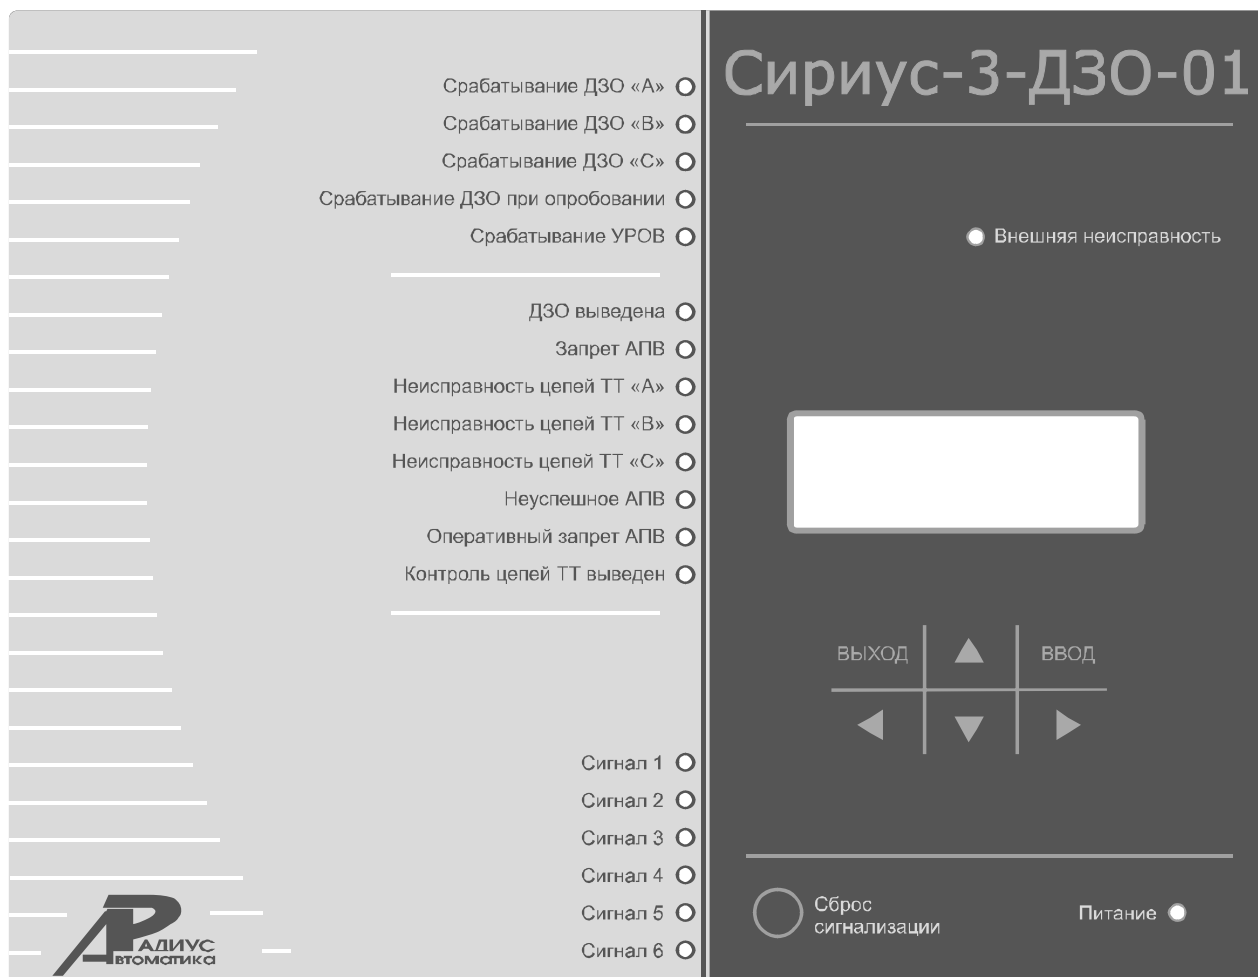 Сириус-3-ДЗО-01
Срабатывание ДЗО «А»
Срабатывание ДЗО «В»
Срабатывание ДЗО «С»
Срабатывание ДЗО при опробовании
Срабатывание УРОВ
ДЗО выведена
Запрет АПВ
Неисправность цепей ТТ «А»
Неисправность цепей ТТ «В»
Неисправность цепей ТТ «С»
Неуспешное АПВ
Оперативный запрет АПВ
Контроль цепей ТТ выведен
Сигнал 1
Сигнал 2
Сигнал 3
Сигнал 4
Сигнал 5
Сигнал 6
РАДИУС
Автоматика
Внешняя неисправность
ВЫХОД
ВВОД
Сброс
сигнализации
Питание